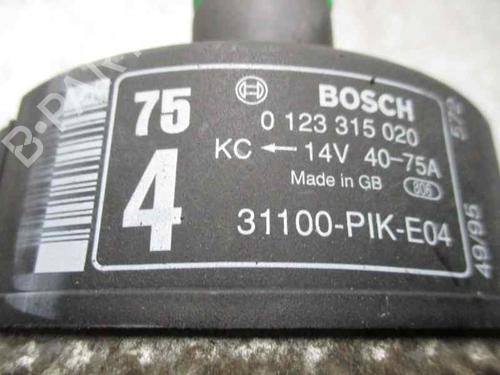 75
4
BOSCH
0 123 315 020
KC ← 14V 40-75A
Made in GB 806
31100-PIK-E04
572
49/95
B-PARTS